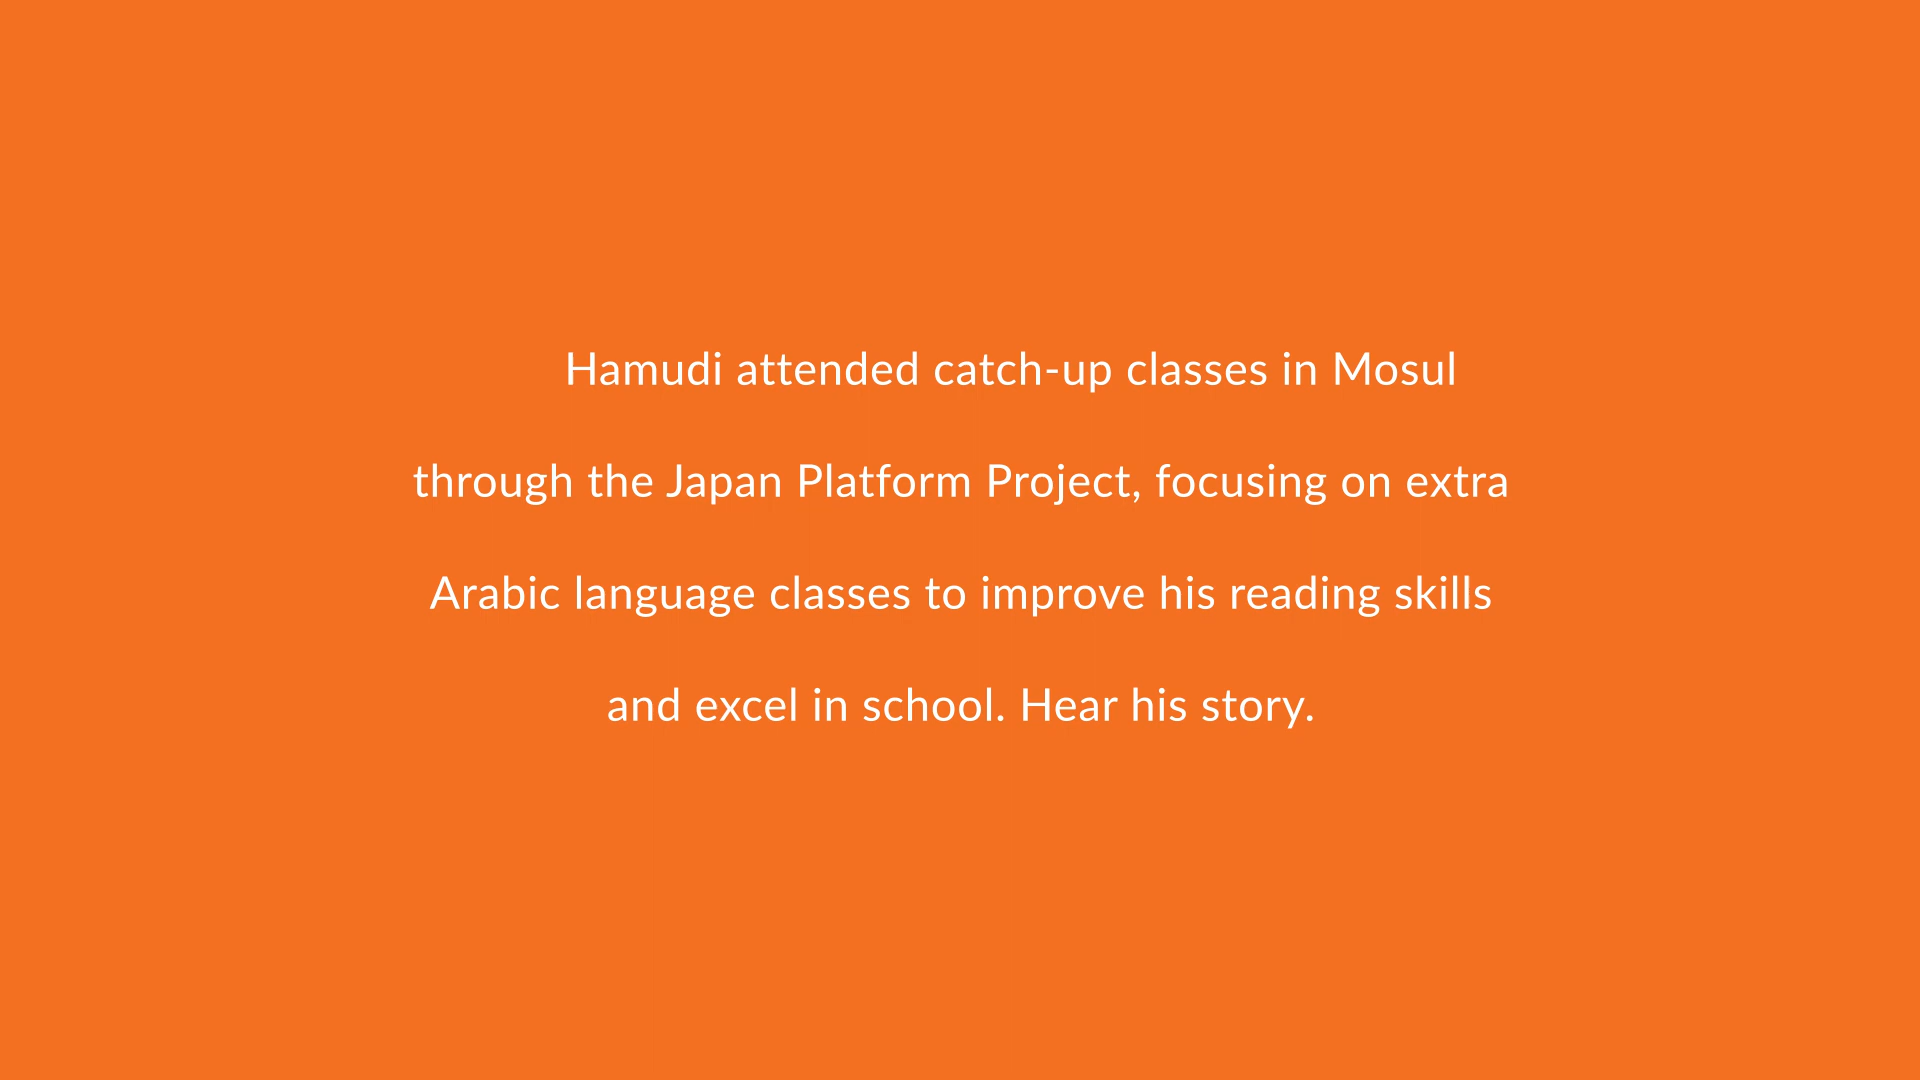 Hamudi attended catch-up classes in Mosul
through the Japan Platform Project, focusing on extra
Arabic language classes to improve his reading skills
and excel in school. Hear his story.